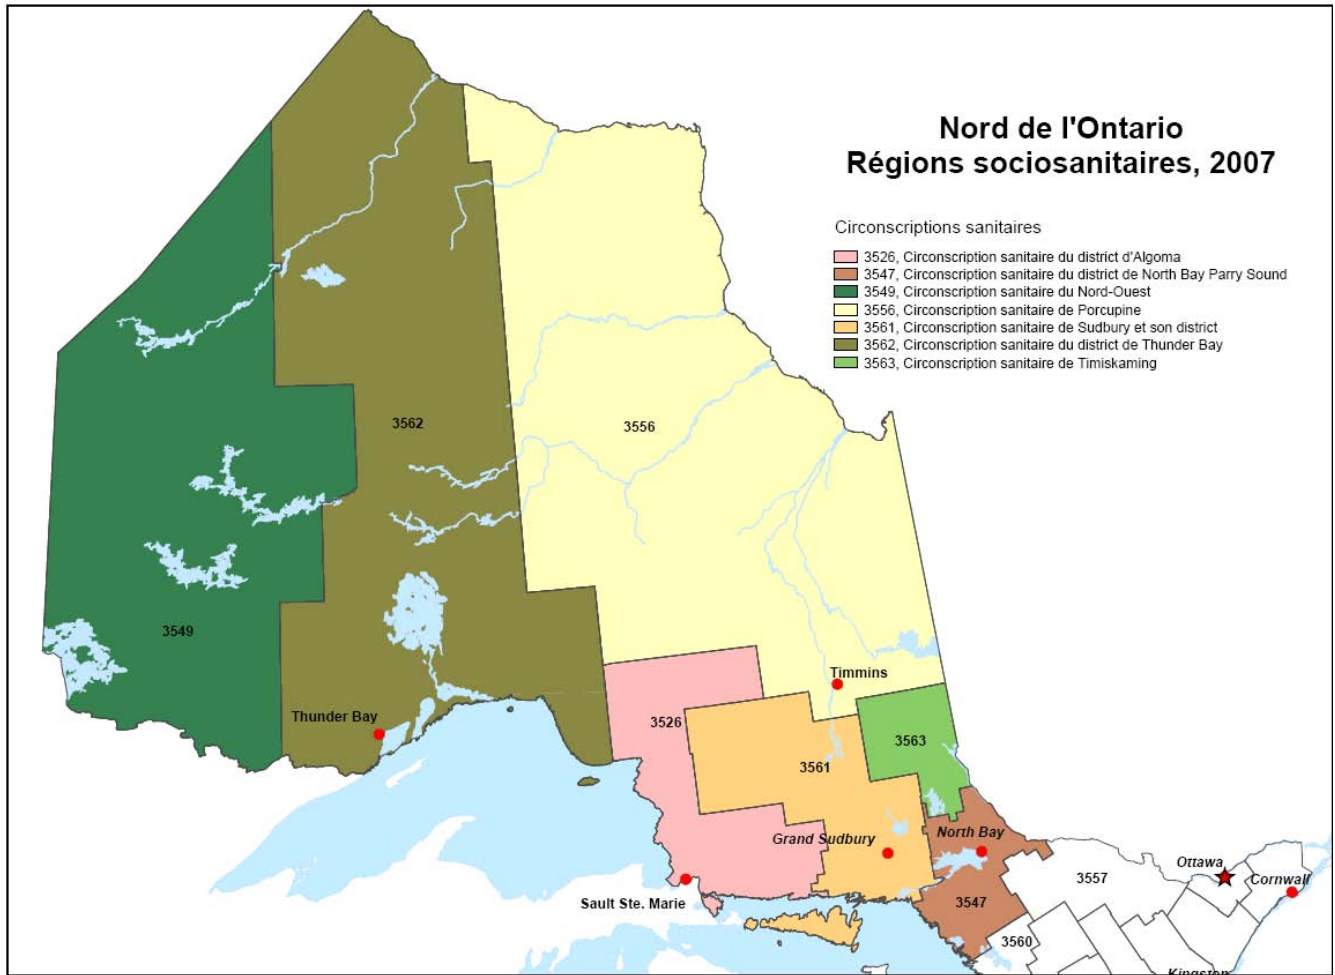 Nord de l'Ontario
Régions sociosanitaires, 2007
Circonscriptions sanitaires
3526, Circonscription sanitaire du district d'Algoma
3547, Circonscription sanitaire du district de North Bay Parry Sound
3549, Circonscription sanitaire du Nord-Ouest
3556, Circonscription sanitaire de Porcupine
3561, Circonscription sanitaire de Sudbury et son district
3562, Circonscription sanitaire du district de Thunder Bay
3563, Circonscription sanitaire de Timiskaming
3562
3556
3549
Timmins
Thunder Bay
3526
3563
3561
Grand Sudbury
North Bay
Ottawa
3557
Cornwall
Sault Ste. Marie
3547
3560
Kingston